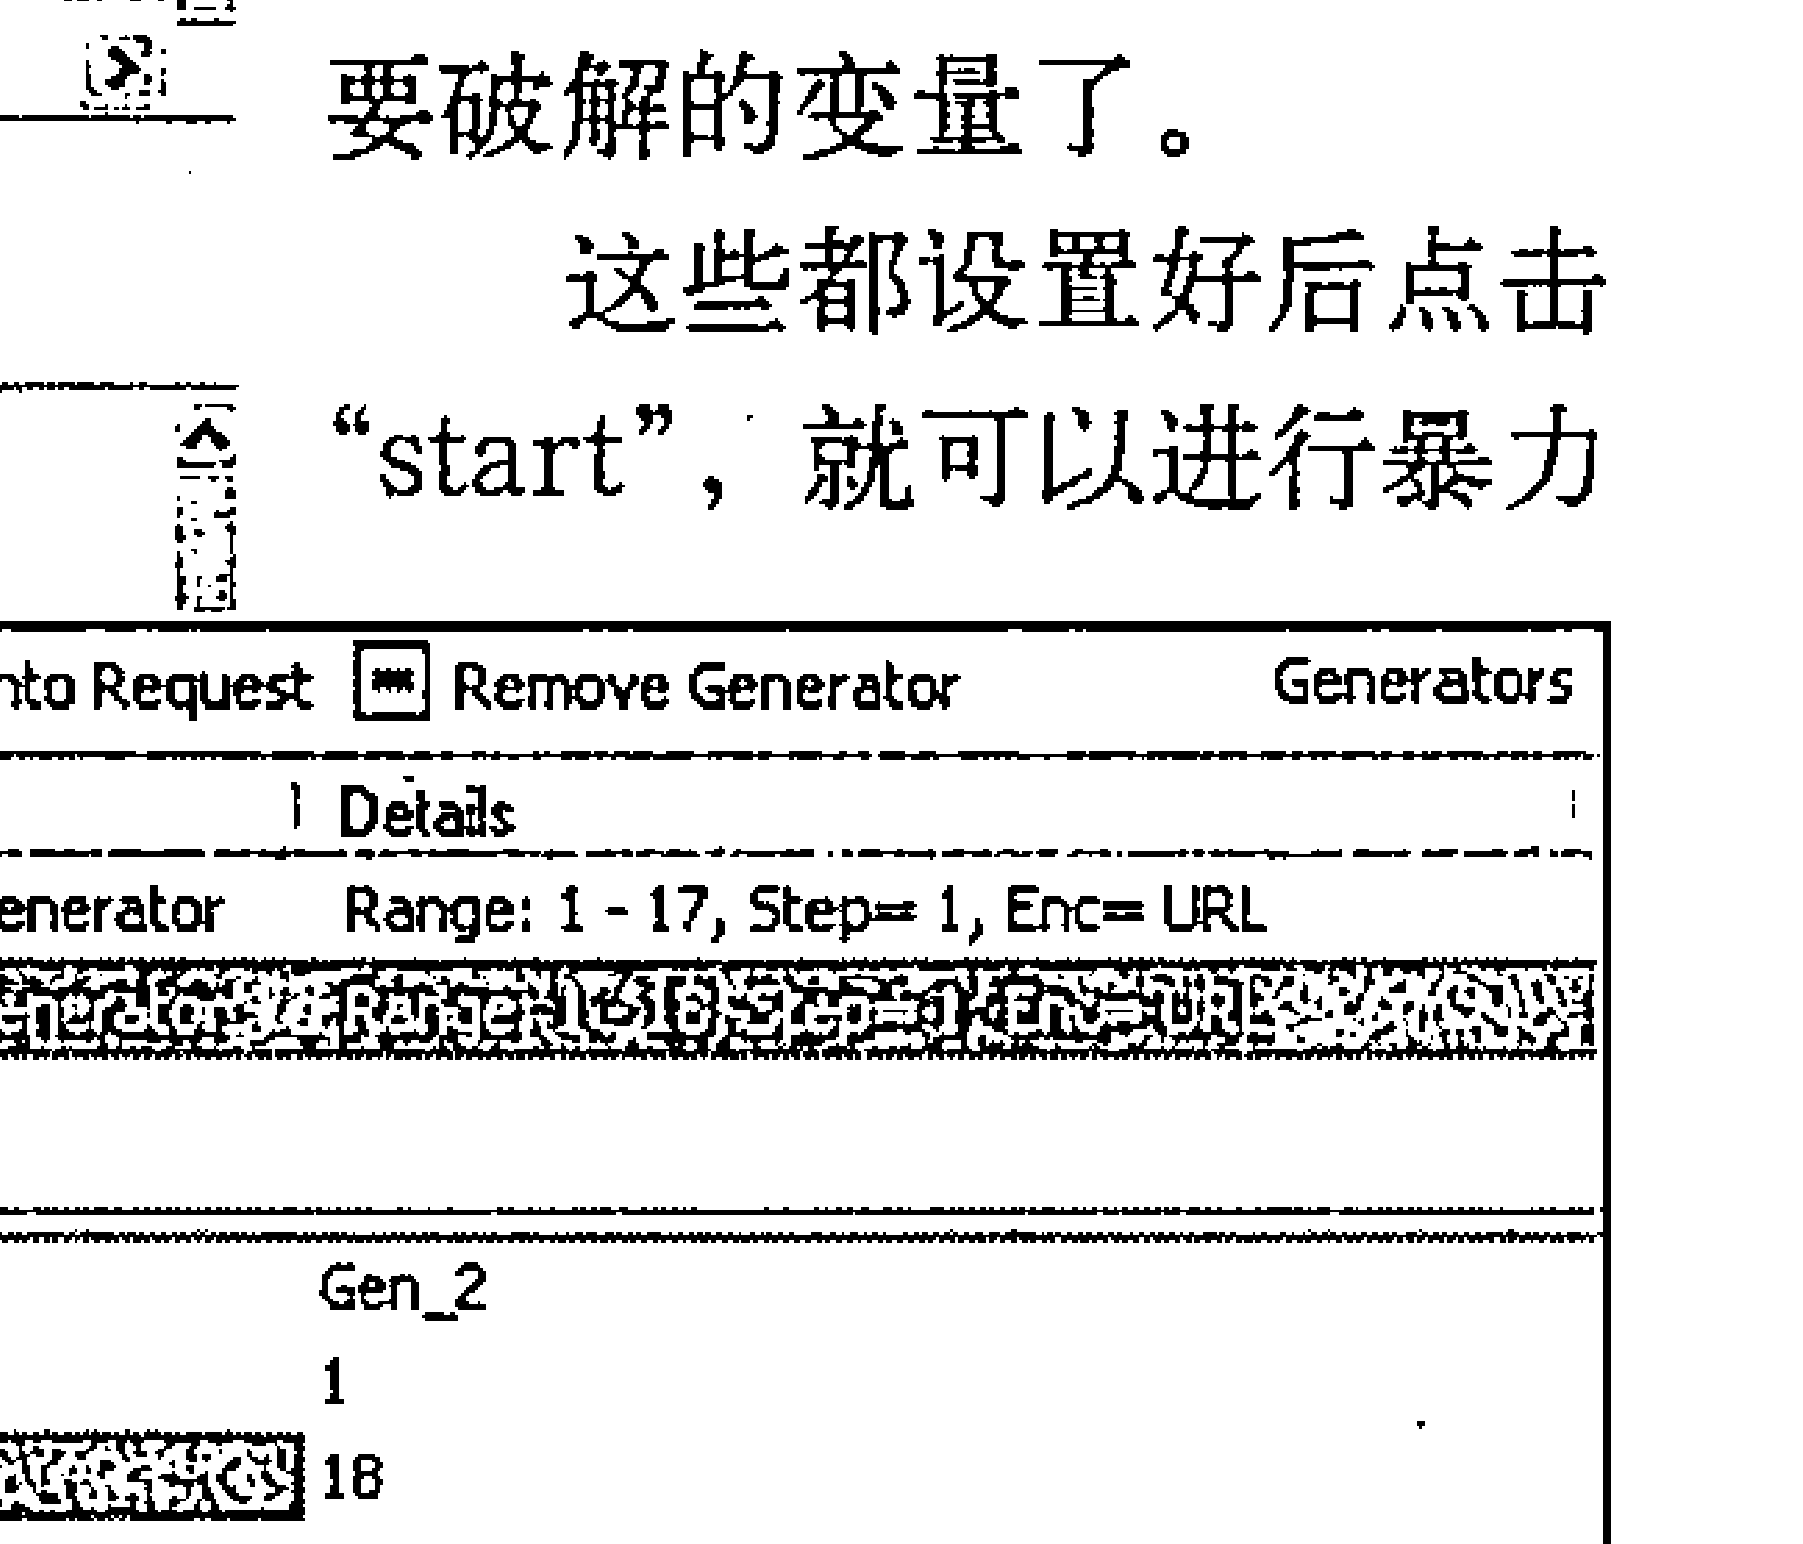 要破解的变量了。
这些都设置好后点击
“start”，就可以进行暴力
nto Request Remove Generator Generators
Details
enerator Range: 1 - 17, Step= 1, Enc= URL
Gen_2
1
18